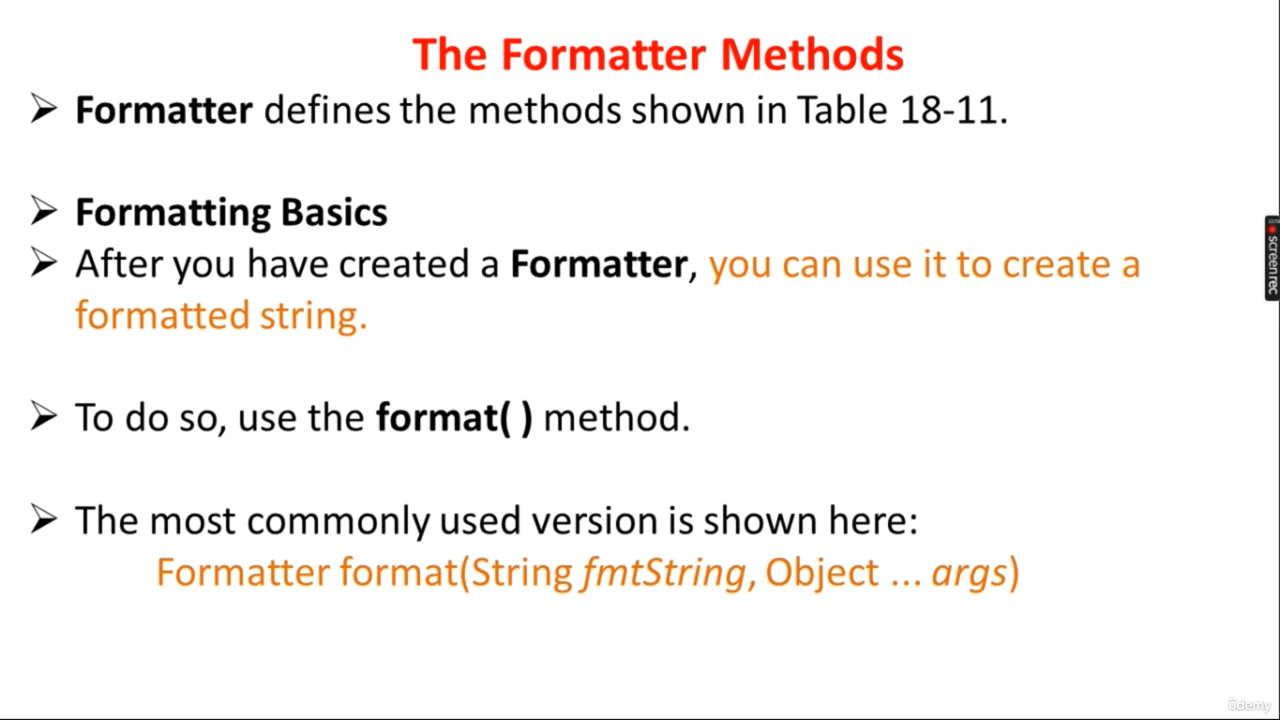 The Formatter Methods
➢ Formatter defines the methods shown in Table 18-11.
➢ Formatting Basics
➢ After you have created a Formatter, you can use it to create a
formatted string.
➢ To do so, use the format( ) method.
➢ The most commonly used version is shown here:
Formatter format(String fmtString, Object ... args)
screenrec
ûdemy